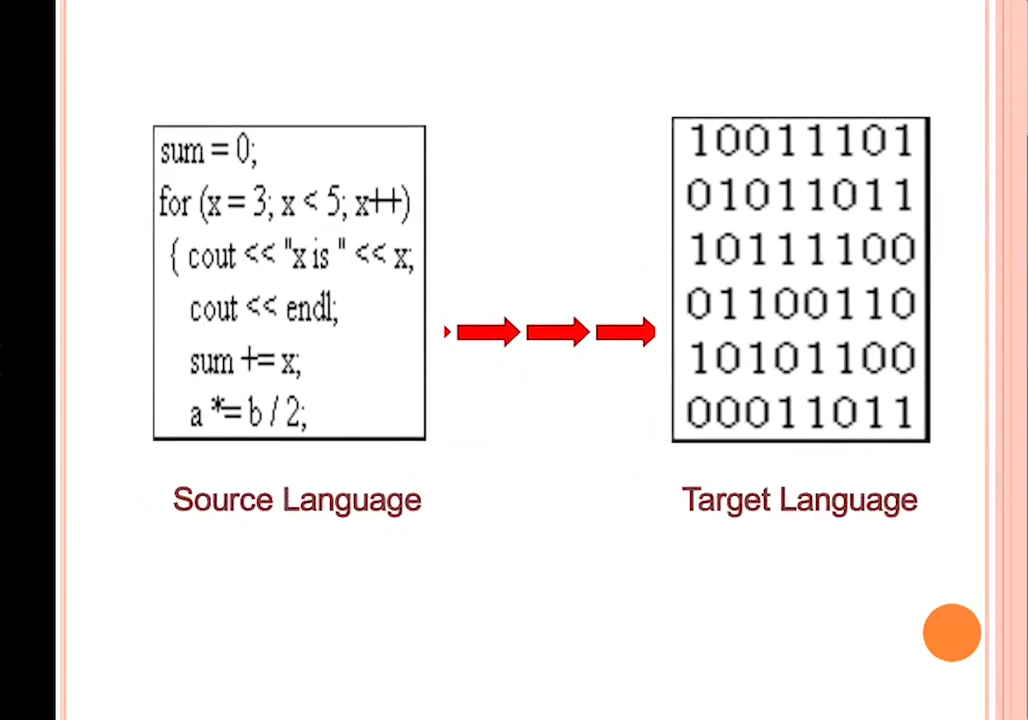 sum = 0;
for (x = 3; x < 5; x++)
{ cout << "x is " << x;
cout << endl;
sum += x;
a *= b / 2;
10011101
01011011
10111100
01100110
10101100
00011011
Source Language
Target Language